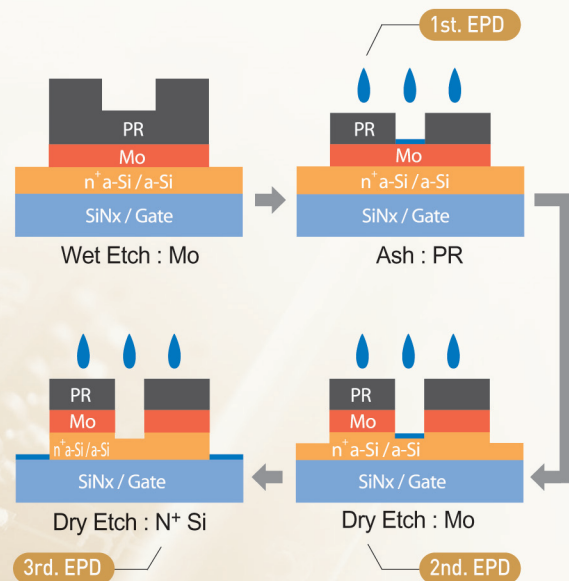 1st. EPD
PR
Mo
n⁺a-Si/a-Si
SiNx / Gate
Wet Etch : Mo
PR
Mo
n⁺a-Si/a-Si
SiNx / Gate
Ash : PR
PR
Mo
n⁺a-Si/a-Si
SiNx / Gate
Dry Etch : N⁺ Si
3rd. EPD
PR
Mo
n⁺a-Si/a-Si
SiNx / Gate
Dry Etch : Mo
2nd. EPD